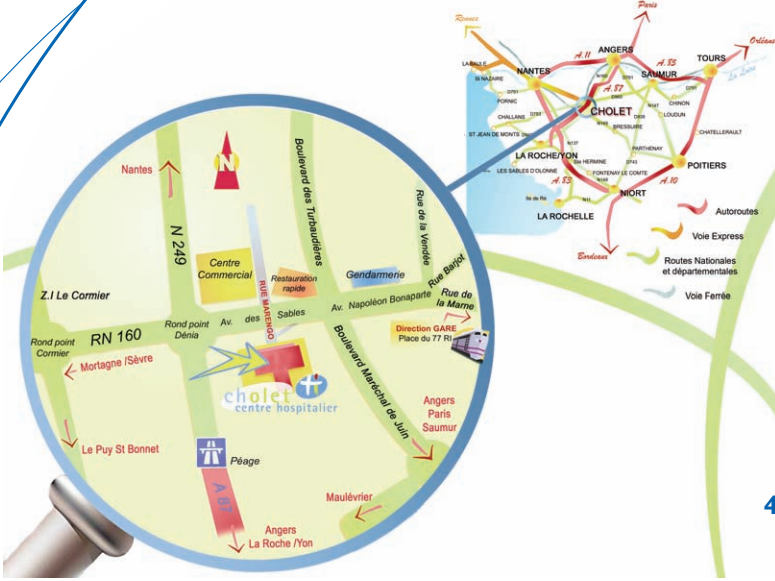 Paris
Rennes
Orléans
A.11
ANGERS
A.85
TOURS
La Loire
LA BAULE
ST NAZAIRE
NANTES
SAUMUR
A.87
D751
PORNIC
CHOLET
CHINON
LOUDUN
CHALLANS
BRESSUIRE
CHATELLERAULT
ST JEAN DE MONTS
PARTHENAY
LA ROCHE/YON
Ste HERMINE
POITIERS
LES SABLES D'OLONNE
A.83
FONTENAY LE COMTE
A.10
Ile de Ré
N11
NIORT
LA ROCHELLE
Bordeaux
Autoroutes
Voie Express
Routes Nationales
et départementales
Voie Ferrée
Nantes
N
N 249
Boulevard des Turbaudières
Rue de la Vendée
Centre
Commercial
RUE MARENGO
Restauration
rapide
Gendarmerie
Rue Barjot
Z.I Le Cormier
Rue de
la Marne
Rond point
Cormier
RN 160
Rond point
Dénia
Av. des Sables
Av. Napoléon Bonaparte
Direction GARE
Place du 77 RI
Mortagne /Sèvre
Boulevard Maréchal de Juin
cholet
centre hospitalier
Angers
Paris
Saumur
Le Puy St Bonnet
Péage
A 87
Maulévrier
Angers
La Roche /Yon
4